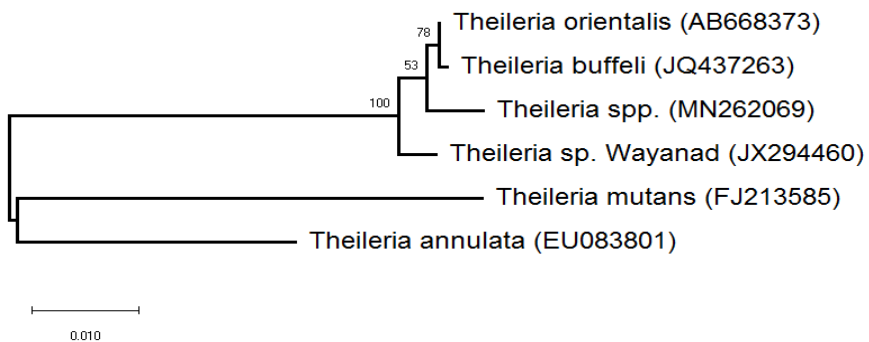 Theileria orientalis (AB668373)
78
Theileria buffeli (JQ437263)
53
Theileria spp. (MN262069)
100
Theileria sp. Wayanad (JX294460)
Theileria mutans (FJ213585)
Theileria annulata (EU083801)
0.010